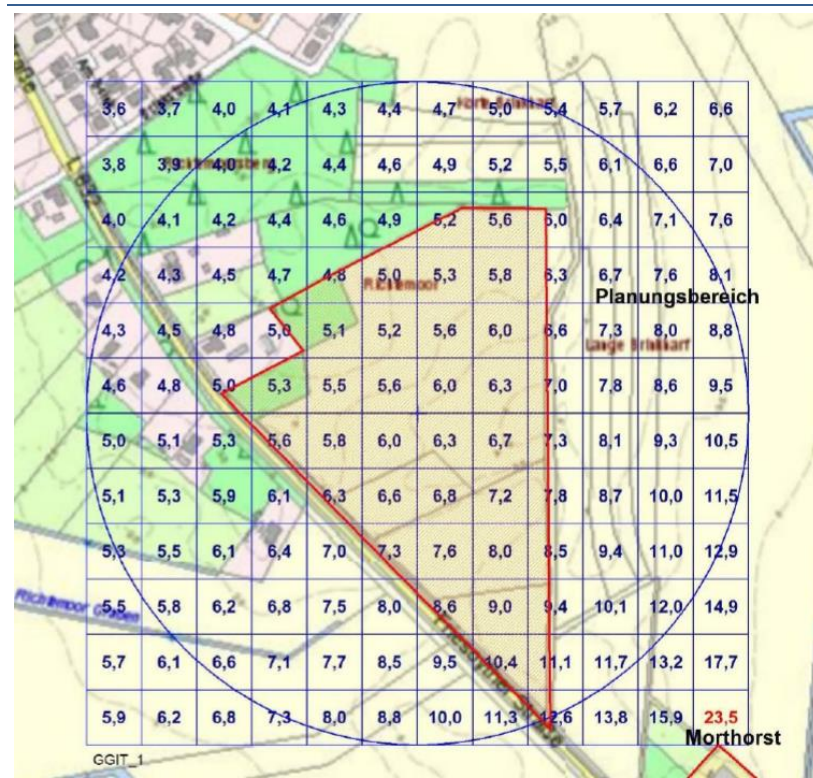 3,6 3,7 4,0 4,1 4,3 4,4 4,7 5,0 5,4 5,7 6,2 6,6
3,8 3,9 4,0 4,2 4,4 4,6 4,9 5,2 5,5 6,1 6,6 7,0
L 832
4,0 4,1 4,2 4,4 4,6 4,9 5,2 5,6 6,0 6,4 7,1 7,6
4,2 4,3 4,5 4,7 4,8 5,0 5,3 5,8 6,3 6,7 7,6 8,1
Richtemoor
Planungsbereich
4,3 4,5 4,8 5,0 5,1 5,2 5,6 6,0 6,6 7,3 8,0 8,8
4,6 4,8 5,0 5,3 5,5 5,6 6,0 6,3 7,0 7,8 8,6 9,5
5,0 5,1 5,3 5,6 5,8 6,0 6,3 6,7 7,3 8,1 9,3 10,5
5,1 5,3 5,9 6,1 6,3 6,6 6,8 7,2 7,8 8,7 10,0 11,5
5,3 5,5 6,1 6,4 7,0 7,3 7,6 8,0 8,5 9,4 11,0 12,9
Richtemoor Graben
5,5 5,8 6,2 6,8 7,5 8,0 8,6 9,0 9,4 10,1 12,0 14,9
Friesoyther Straße
5,7 6,1 6,6 7,1 7,7 8,5 9,5 10,4 11,1 11,7 13,2 17,7
5,9 6,2 6,8 7,3 8,0 8,8 10,0 11,3 12,6 13,8 15,9 23,5
Morthorst
GGIT_1